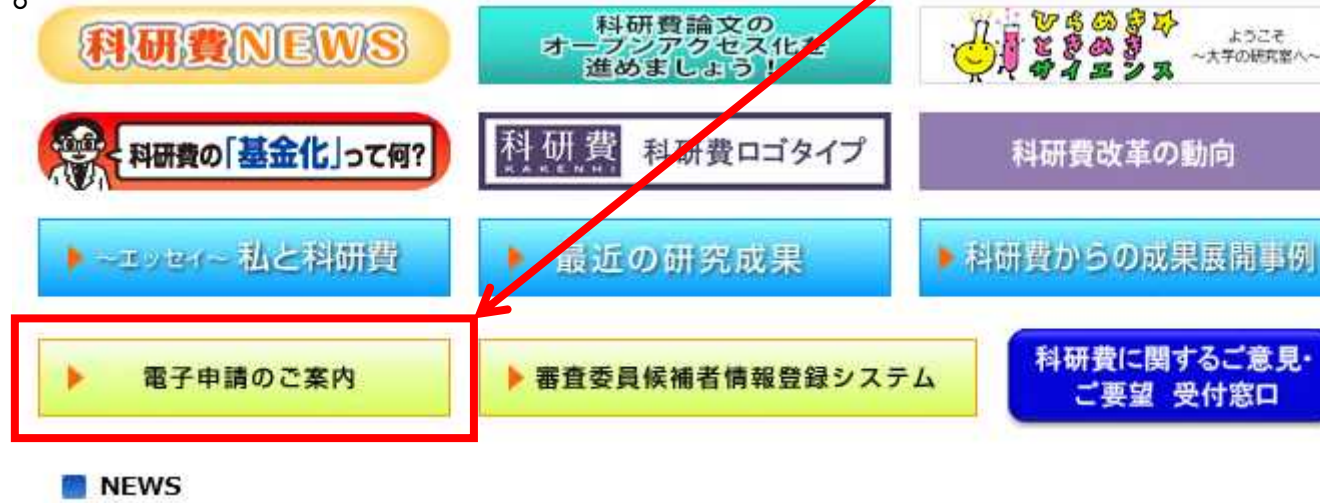 。
科研費NEWS
科研費論文の
オープンアクセス化を
進めましょう!
ひらめき☆
ときめき
サイエンス
ようこそ
~大学の研究室へ~
科研費の「基金化」って何?
科研費
KAKENHI
科研費ロゴタイプ
科研費改革の動向
~エッセイ~ 私と科研費
最近の研究成果
科研費からの成果展開事例
電子申請のご案内
審査委員候補者情報登録システム
科研費に関するご意見・
ご要望 受付窓口
NEWS